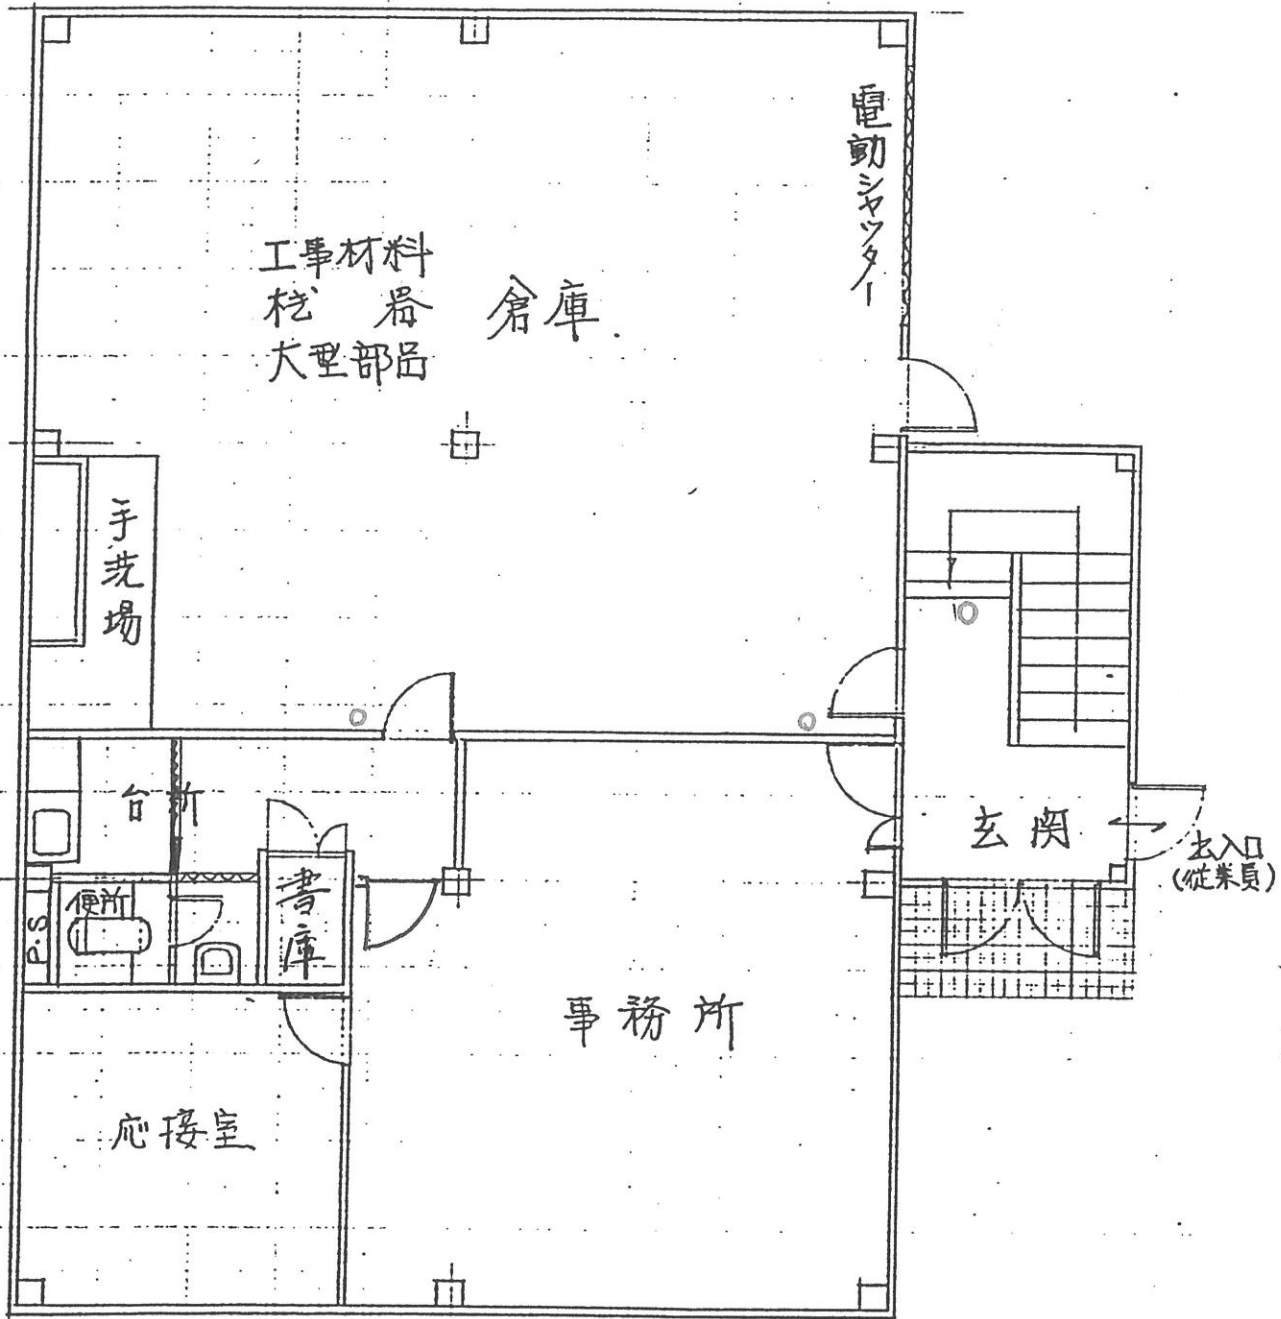 電動シャッター
工事材料
機器
大型部品
倉庫
手洗場
台所
玄関
出入口
(従業員)
便所
書庫
P.S
事務所
応接室